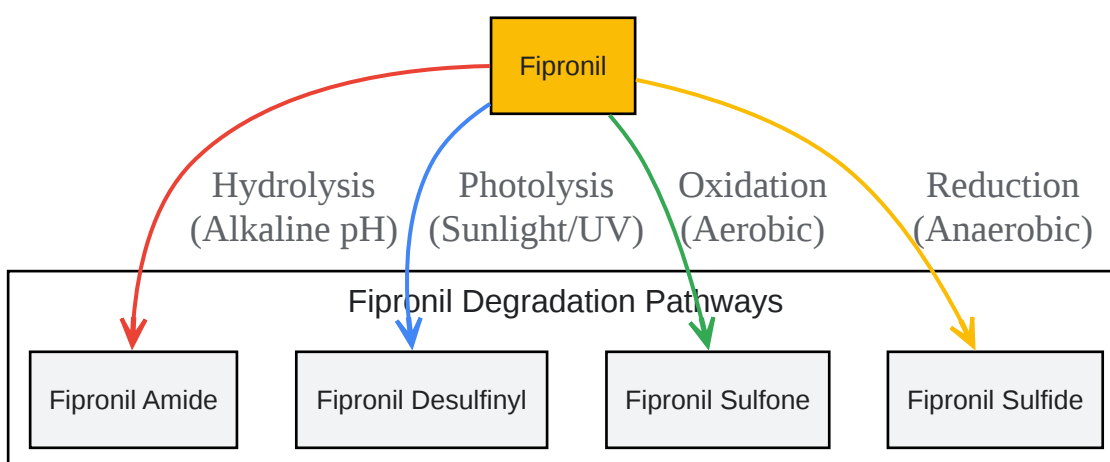 Fipronil
Hydrolysis
(Alkaline pH)
Photolysis
(Sunlight/UV)
Oxidation
(Aerobic)
Reduction
(Anaerobic)
Fipronil Degradation Pathways
Fipronil Amide
Fipronil Desulfinyl
Fipronil Sulfone
Fipronil Sulfide